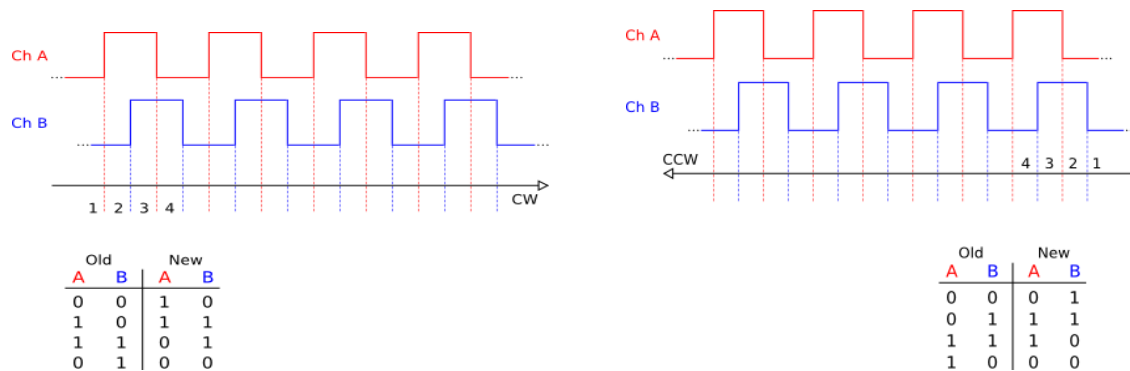 Ch A
Ch B
CW
1 2 3 4
Old New
A B A B
0 0 1 0
1 0 1 1
1 1 0 1
0 1 0 0
Ch A
Ch B
CCW
4 3 2 1
Old New
A B A B
0 0 0 1
0 1 1 1
1 1 1 0
1 0 0 0